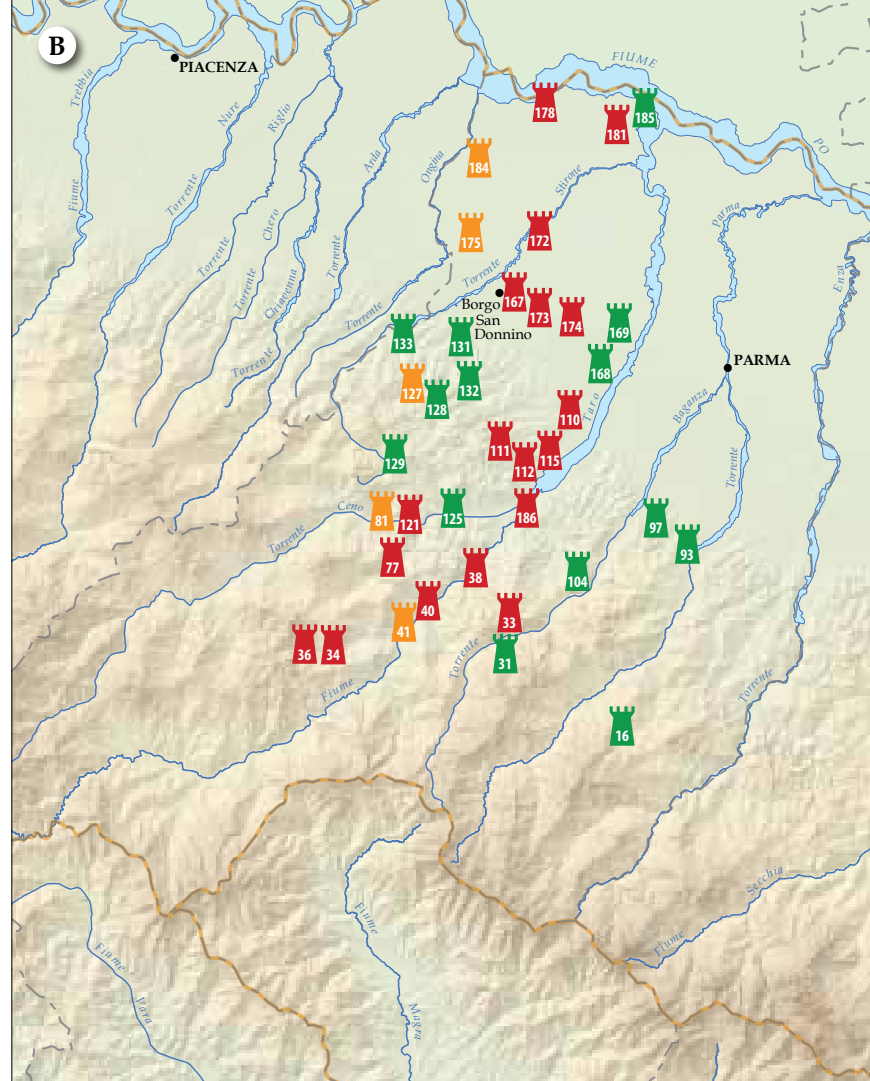 B
PIACENZA
FIUME
PO
Trebbia
Fiume
Nure
Torrente
Riglio
Torrente
Chero
Torrente
Chiavenna
Torrente
Arda
Torrente
Ongina
Torrente
Stirone
Torrente
178
181
185
184
175
172
Parma
Enza
167
Borgo
San
Donnino
173
174
169
133
131
168
PARMA
127
128
132
110
Taro
Baganza
Torrente
111
112
115
129
81
Ceno
Torrente
121
125
186
97
93
77
38
104
40
41
33
31
36
34
Fiume
Torrente
16
Torrente
Secchia
Fiume
Fiume
Magra
Fiume
Vara